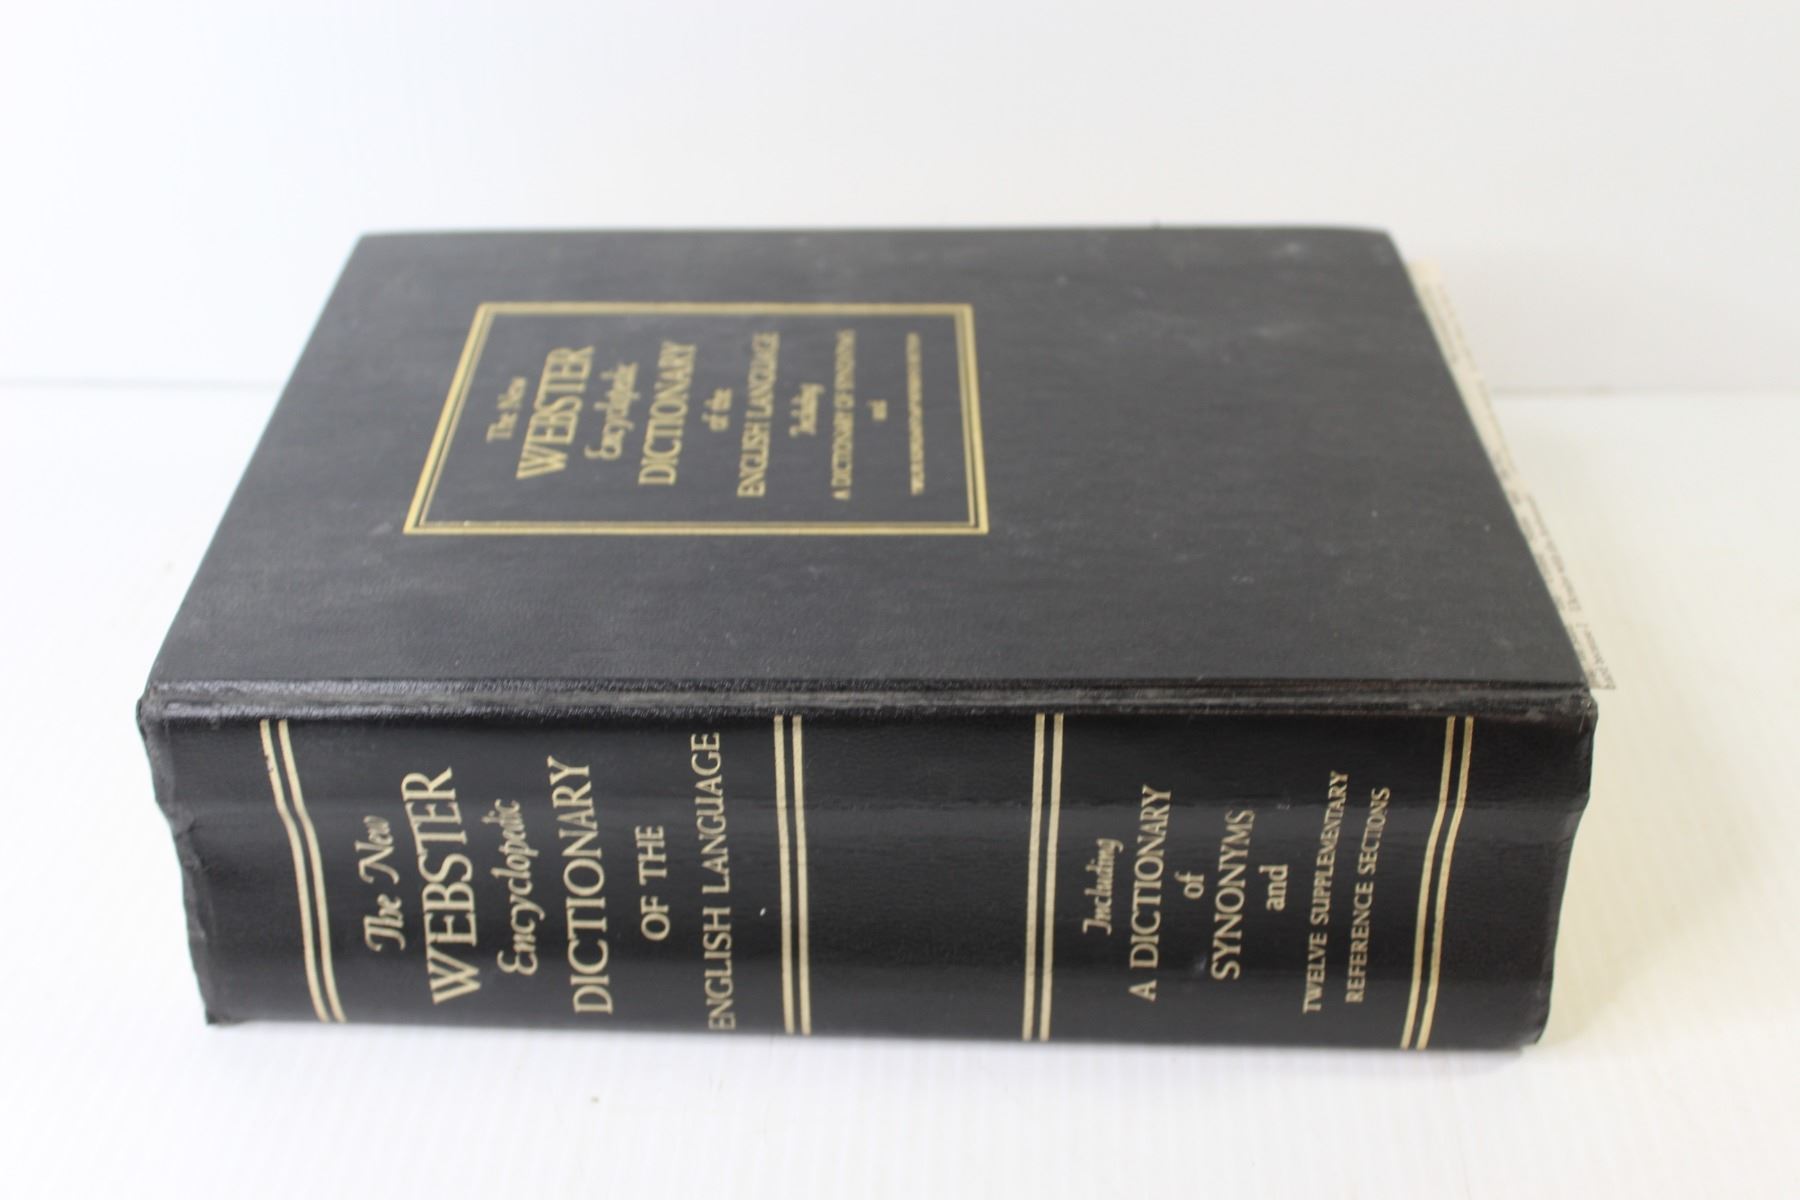 The New
WEBSTER
Encyclopedic
DICTIONARY
of the
ENGLISH LANGUAGE
Including
A DICTIONARY OF SYNONYMS
and
The New
WEBSTER
Encyclopedic
DICTIONARY
OF THE
ENGLISH LANGUAGE
Including
A DICTIONARY
of
SYNONYMS
and
TWELVE SUPPLEMENTARY
REFERENCE SECTIONS